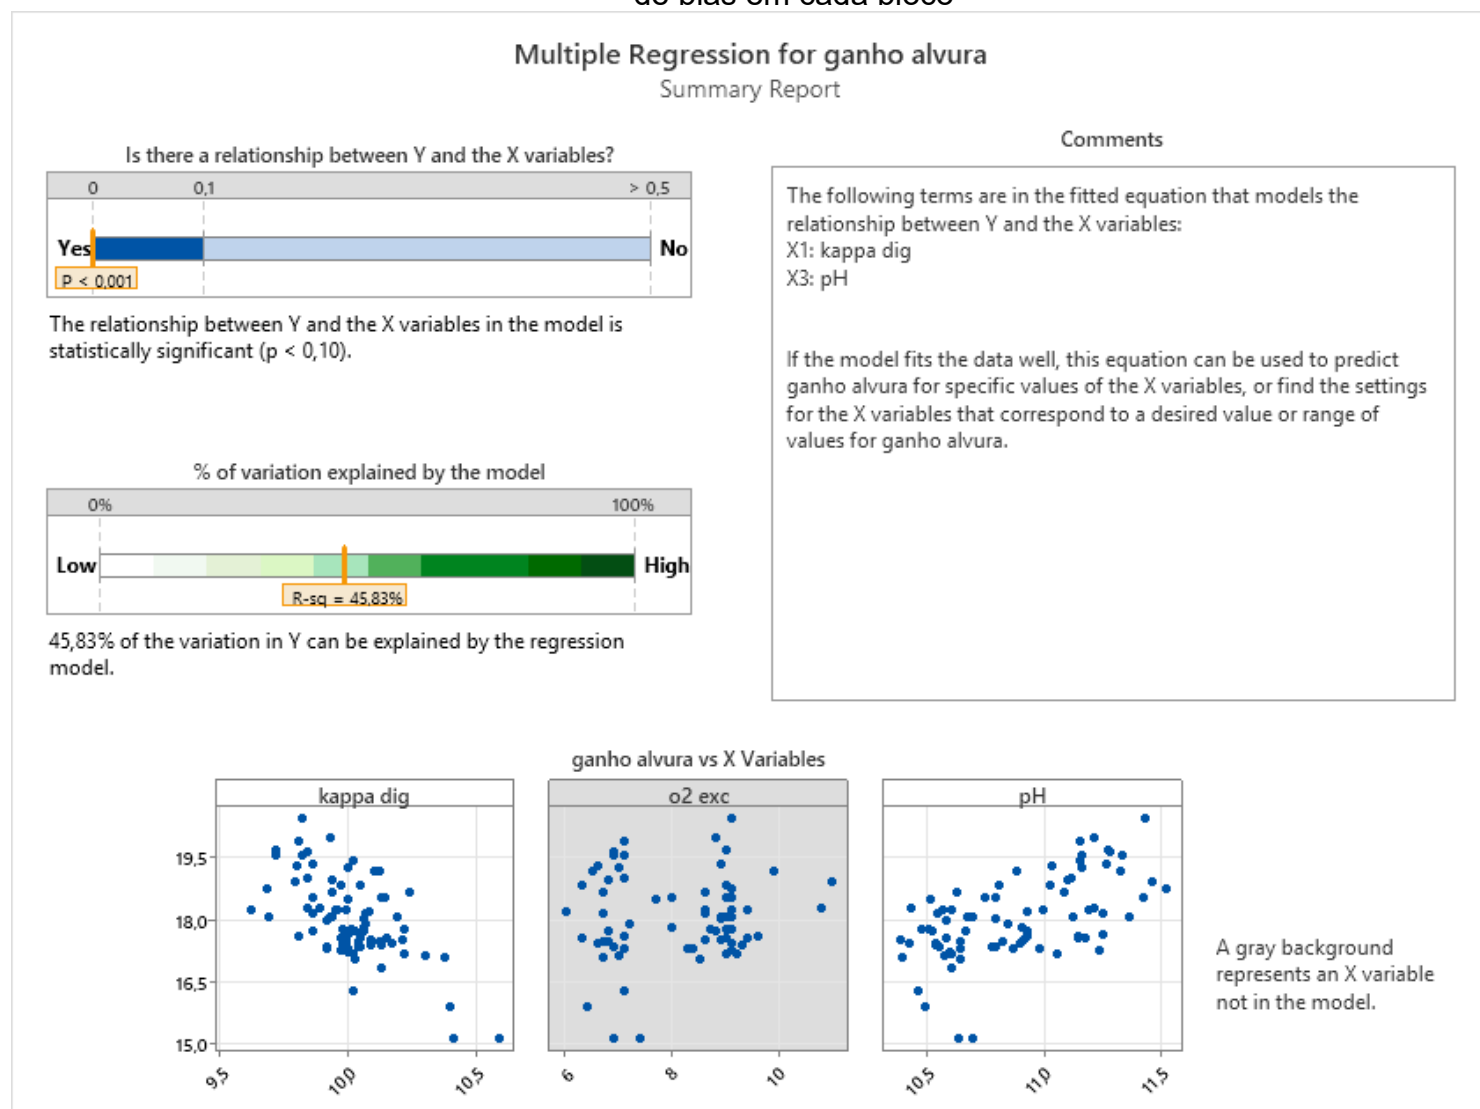 de bias em cada bloco
Multiple Regression for ganho alvura
Summary Report
Is there a relationship between Y and the X variables?
0 0,1 > 0,5
Yes No
P < 0,001
The relationship between Y and the X variables in the model is
statistically significant (p < 0,10).
% of variation explained by the model
0% 100%
Low High
R-sq = 45,83%
45,83% of the variation in Y can be explained by the regression
model.
Comments
The following terms are in the fitted equation that models the
relationship between Y and the X variables:
X1: kappa dig
X3: pH
If the model fits the data well, this equation can be used to predict
ganho alvura for specific values of the X variables, or find the settings
for the X variables that correspond to a desired value or range of
values for ganho alvura.
ganho alvura vs X Variables
kappa dig o2 exc pH
19,5
18,0
16,5
15,0
9,5 10,0 10,5 6 8 10 10,5 11,0 11,5
A gray background
represents an X variable
not in the model.